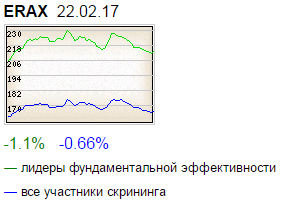 ERAX 22.02.17
230
218
206
194
182
168
-1.1% -0.66%
лидеры фундаментальной эффективности
все участники скрининга